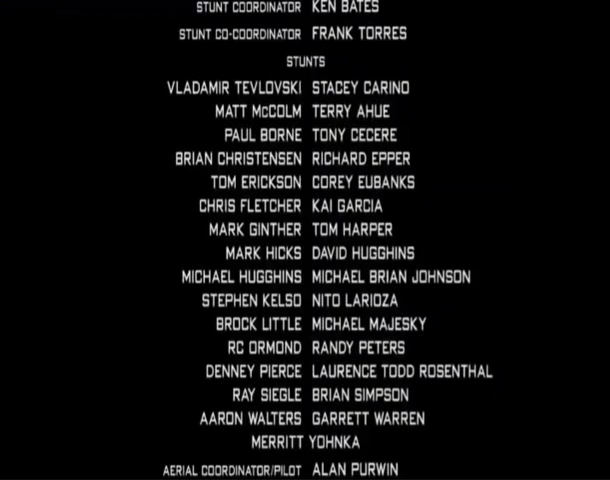 STUNT COORDINATOR KEN BATES
STUNT CO-COORDINATOR FRANK TORRES
STUNTS
VLADAMIR TEVLOVSKI STACEY CARINO
MATT McCOLM TERRY AHUE
PAUL BORNE TONY CECERE
BRIAN CHRISTENSEN RICHARD EPPER
TOM ERICKSON COREY EUBANKS
CHRIS FLETCHER KAI GARCIA
MARK GINTHER TOM HARPER
MARK HICKS DAVID HUGGHINS
MICHAEL HUGGHINS MICHAEL BRIAN JOHNSON
STEPHEN KELSO NITO LARIOZA
BROCK LITTLE MICHAEL MAJESKY
RC ORMOND RANDY PETERS
DENNEY PIERCE LAURENCE TODD ROSENTHAL
RAY SIEGLE BRIAN SIMPSON
AARON WALTERS GARRETT WARREN
MERRITT YOHNKA
AERIAL COORDINATOR/PILOT ALAN PURWIN